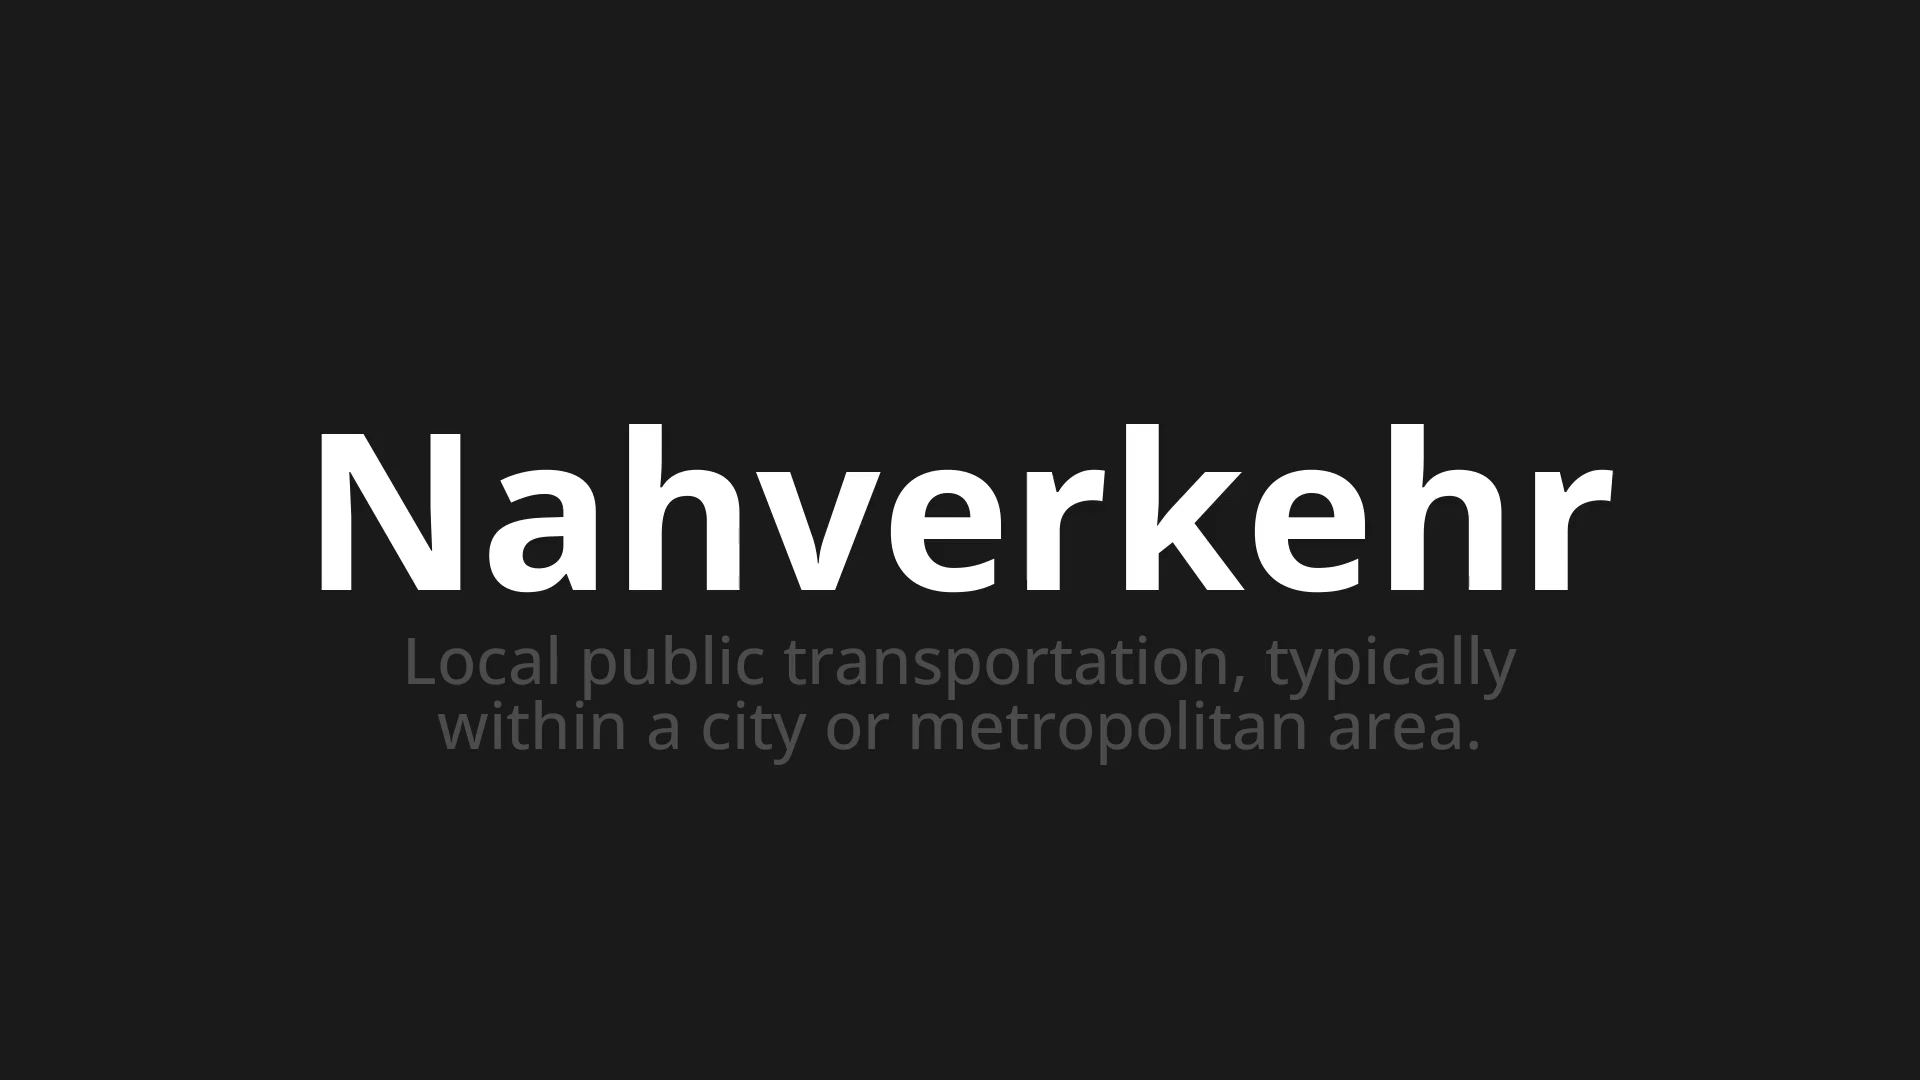 Nahverkehr
Local public transportation, typically
within a city or metropolitan area.